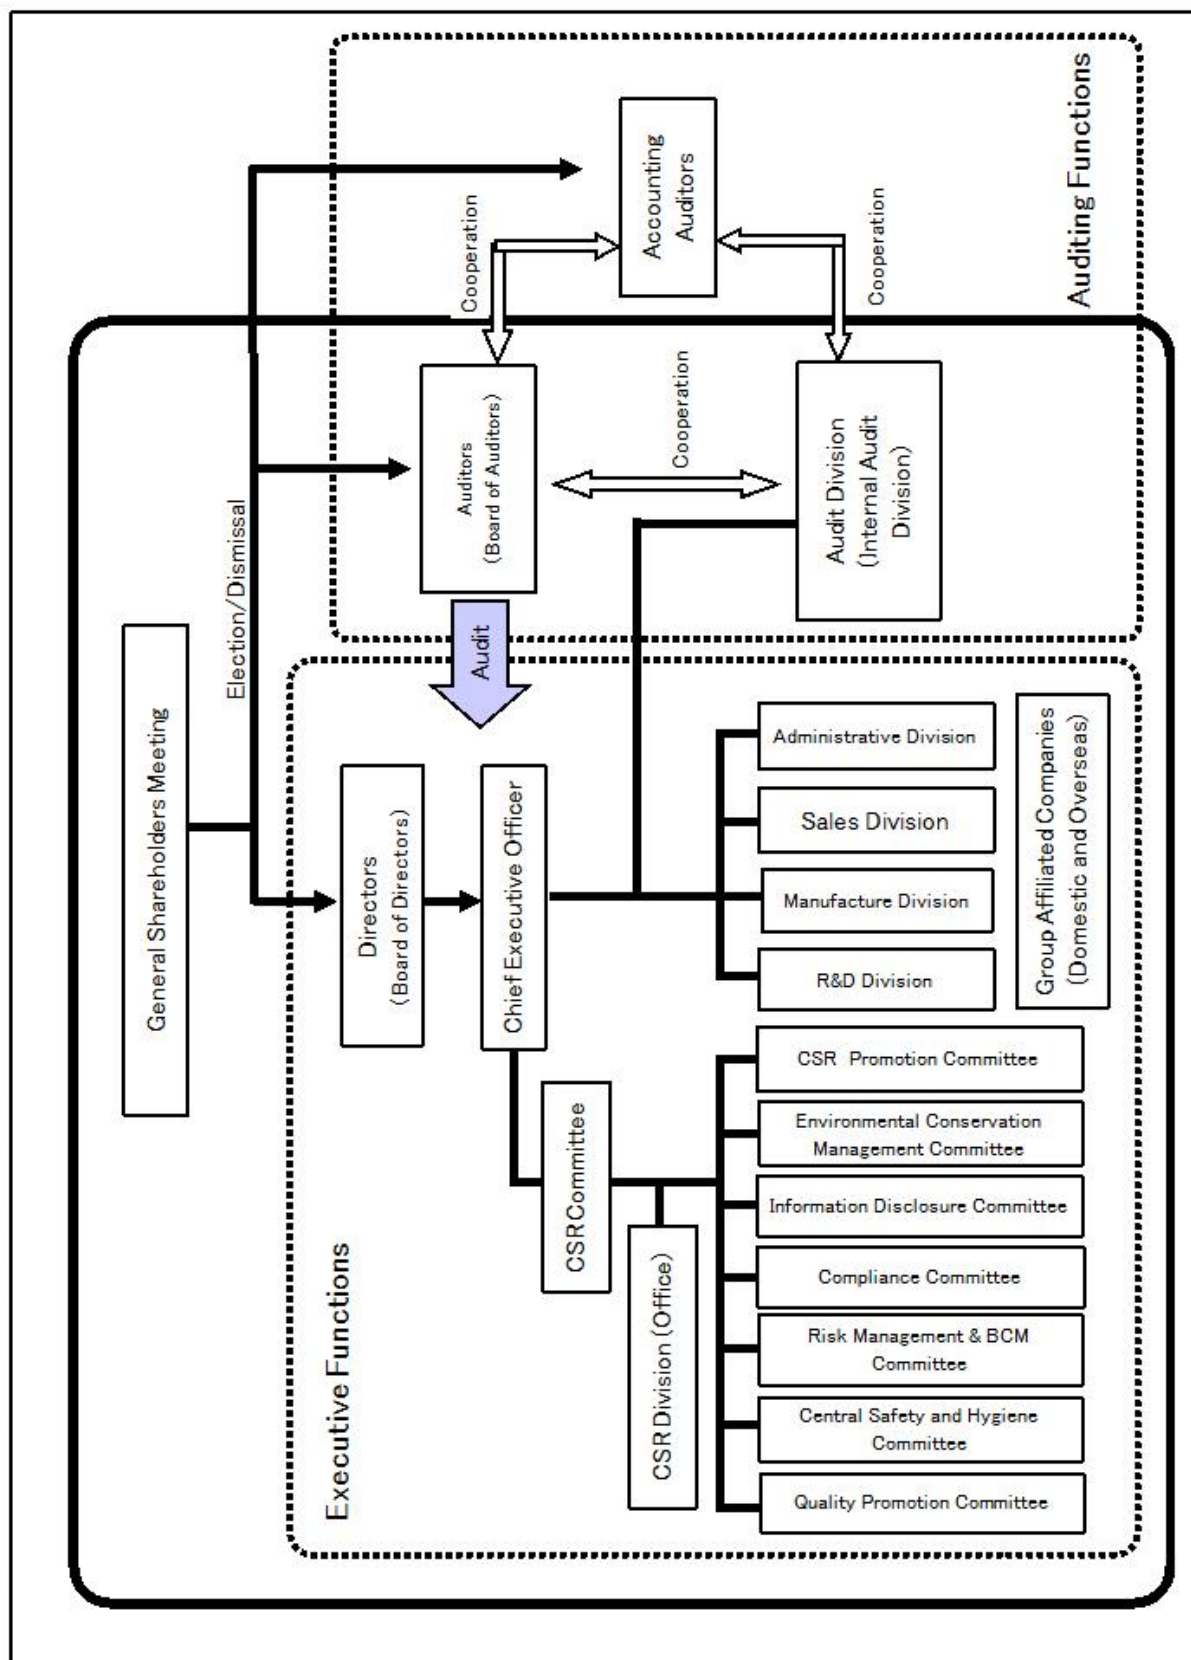 General Shareholders Meeting
Election/Dismissal
Executive Functions
Directors
(Board of Directors)
Chief Executive Officer
CSR Committee
CSR Division (Office)
Audit
Auditors
(Board of Auditors)
Cooperation
Accounting
Auditors
Cooperation
Cooperation
Audit Division
(Internal Audit
Division)
Auditing Functions
Administrative Division
Sales Division
Manufacture Division
R&D Division
Group Affiliated Companies
(Domestic and Overseas)
CSR Promotion Committee
Environmental Conservation
Management Committee
Information Disclosure Committee
Compliance Committee
Risk Management & BCM
Committee
Central Safety and Hygiene
Committee
Quality Promotion Committee